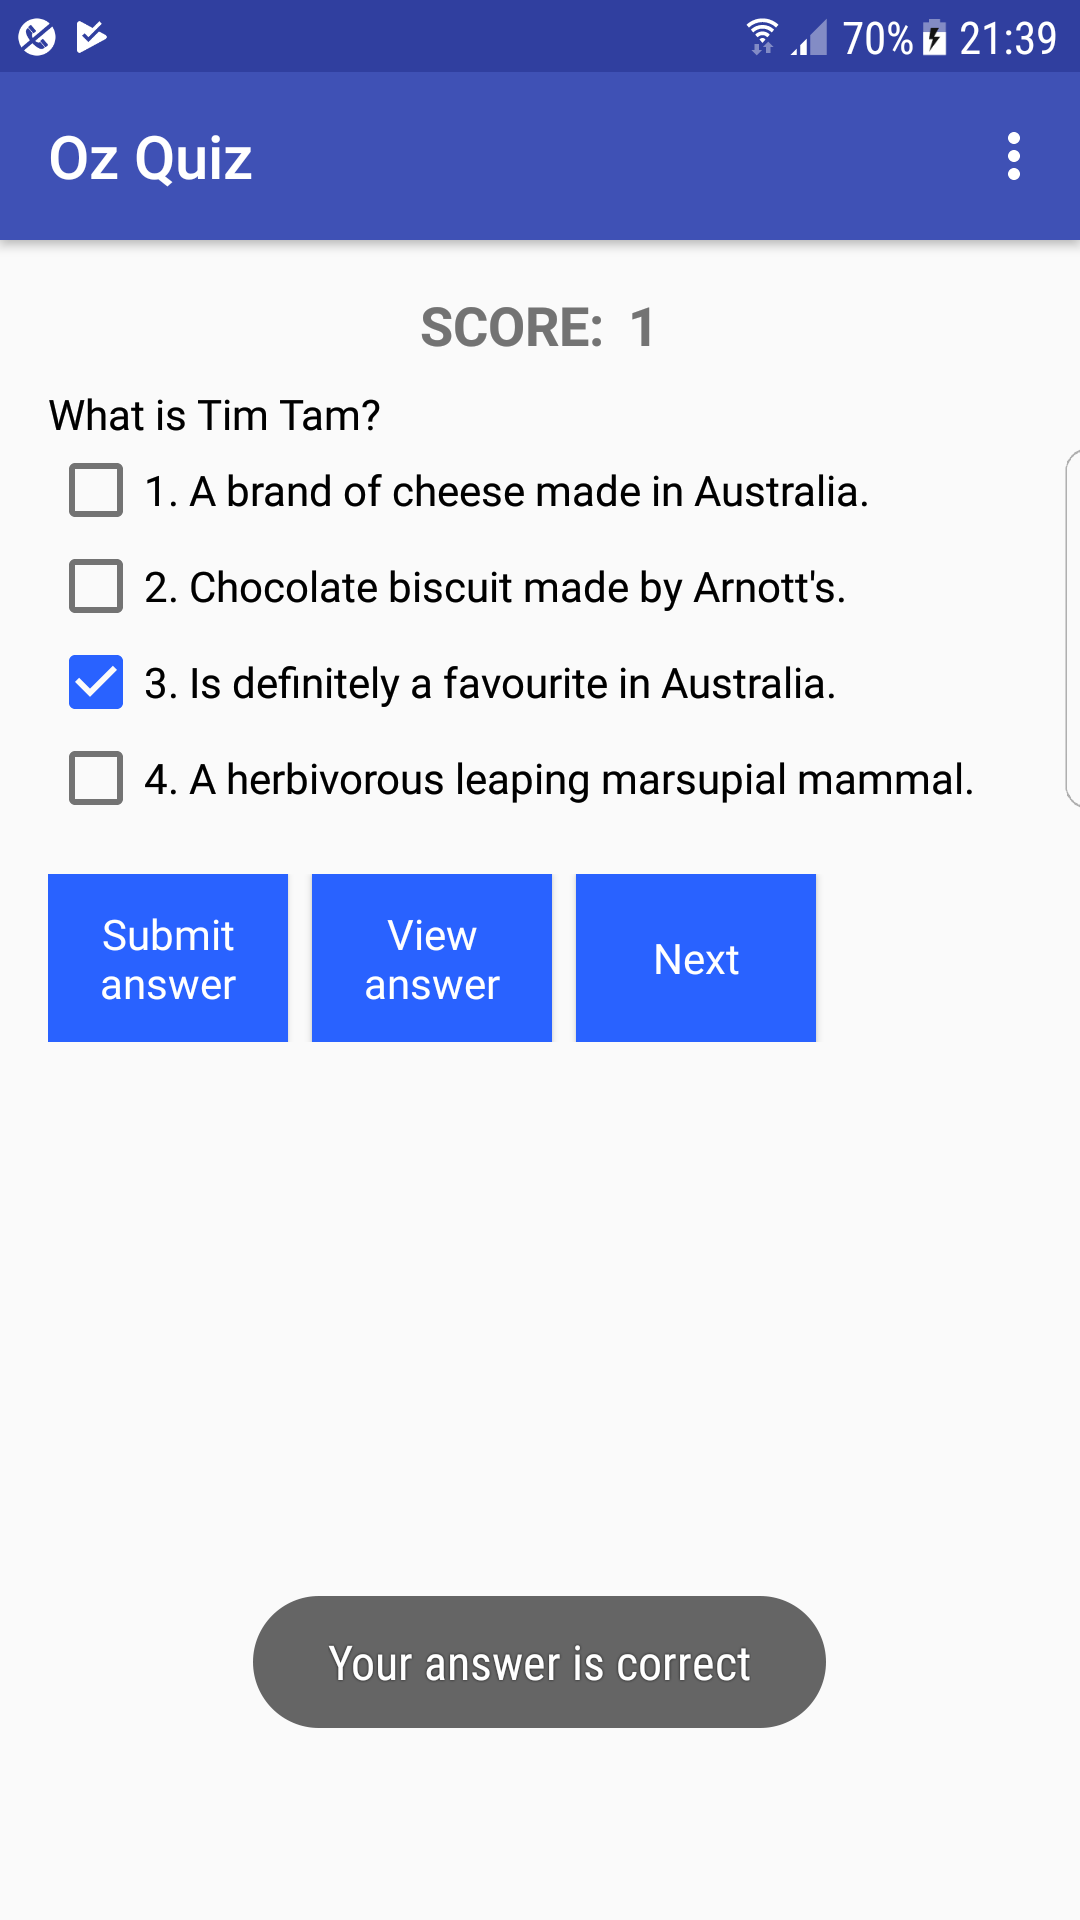 70% 21:39
Oz Quiz
SCORE: 1
What is Tim Tam?
1. A brand of cheese made in Australia.
2. Chocolate biscuit made by Arnott's.
3. Is definitely a favourite in Australia.
4. A herbivorous leaping marsupial mammal.
Submit
answer
View
answer
Next
Your answer is correct